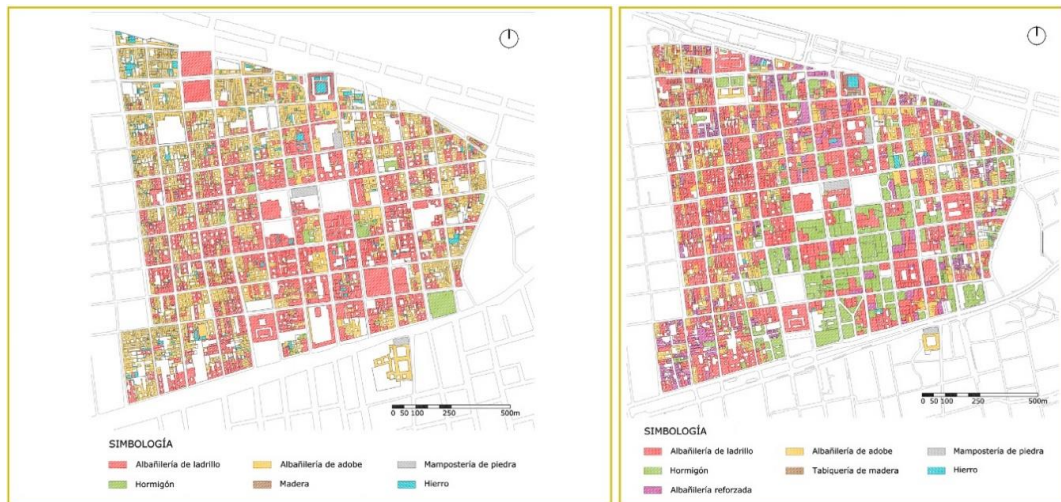 0 50 100 250 500m
SIMBOLOGÍA
Albañilería de ladrillo Albañilería de adobe Mampostería de piedra
Hormigón Madera Hierro
0 50 100 250 500m
SIMBOLOGÍA
Albañilería de ladrillo Albañilería de adobe Mampostería de piedra
Hormigón Tabiquería de madera Hierro
Albañilería reforzada